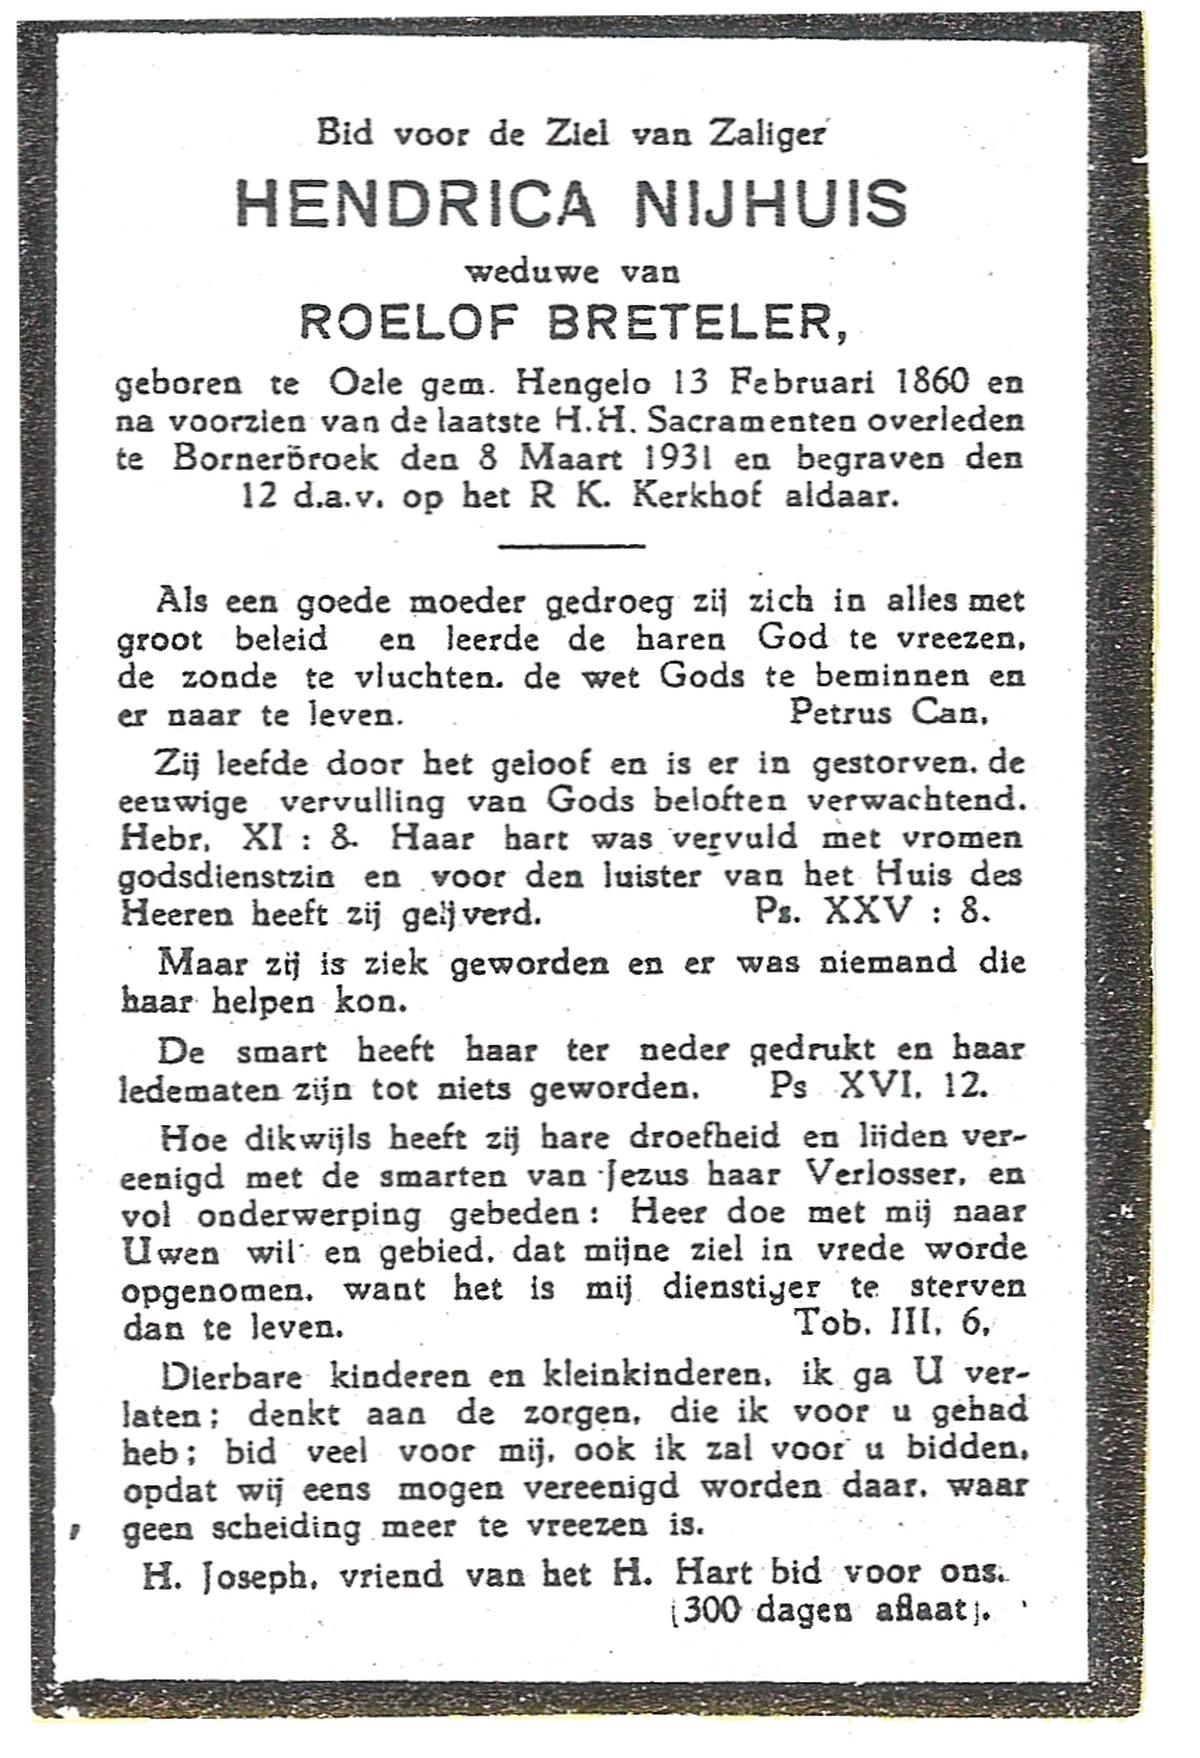 Bid voor de Ziel van Zaliger
HENDRICA NIJHUIS
weduwe van
ROELOF BRETELER,
geboren te Oele gem. Hengelo 13 Februari 1860 en
na voorzien van de laatste H.H. Sacramenten overleden
te Bornerbroek den 8 Maart 1931 en begraven den
12 d.a.v. op het R K. Kerkhof aldaar.
Als een goede moeder gedroeg zij zich in alles met
groot beleid en leerde de haren God te vreezen,
de zonde te vluchten, de wet Gods te beminnen en
er naar te leven. Petrus Can.
Zij leefde door het geloof en is er in gestorven, de
eeuwige vervulling van Gods beloften verwachtend.
Hebr. XI : 8. Haar hart was vervuld met vromen
godsdienstzin en voor den luister van het Huis des
Heeren heeft zij geijverd. Ps. XXV : 8.
Maar zij is ziek geworden en er was niemand die
haar helpen kon.
De smart heeft haar ter neder gedrukt en haar
ledematen zijn tot niets geworden. Ps XVI, 12.
Hoe dikwijls heeft zij hare droefheid en lijden ver-
eenigd met de smarten van Jezus haar Verlosser, en
vol onderwerping gebeden : Heer doe met mij naar
Uwen wil en gebied, dat mijne ziel in vrede worde
opgenomen, want het is mij dienstiger te sterven
dan te leven. Tob. III, 6,
Dierbare kinderen en kleinkinderen, ik ga U ver-
laten ; denkt aan de zorgen, die ik voor u gehad
heb ; bid veel voor mij, ook ik zal voor u bidden,
opdat wij eens mogen vereenigd worden daar, waar
geen scheiding meer te vreezen is.
H. Joseph, vriend van het H. Hart bid voor ons.
(300 dagen aflaat).